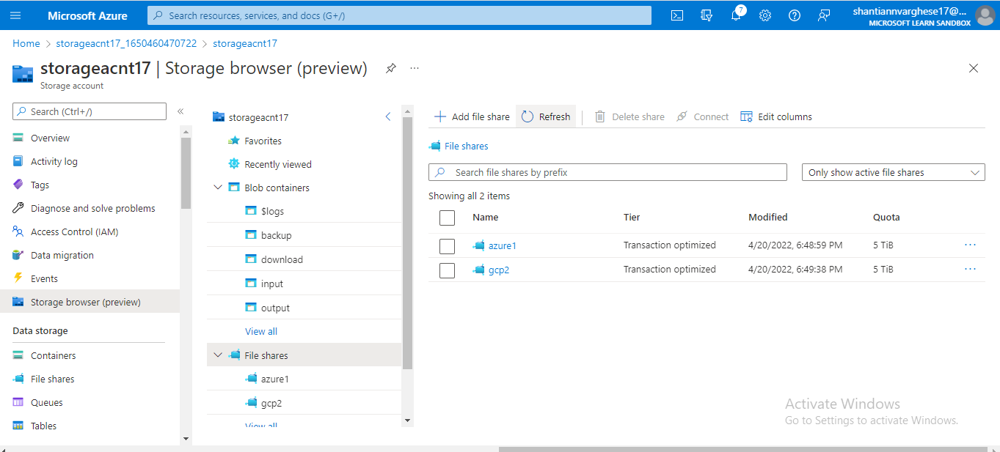 Microsoft Azure
Search resources, services, and docs (G+/)
7
shantiannvarghese17@...
MICROSOFT LEARN SANDBOX
Home > storageacnt17_1650460470722 > storageacnt17
storageacnt17 | Storage browser (preview)
Storage account
Search (Ctrl+/)
Overview
Activity log
Tags
Diagnose and solve problems
Access Control (IAM)
Data migration
Events
Storage browser (preview)
Data storage
Containers
File shares
Queues
Tables
storageacnt17
Favorites
Recently viewed
Blob containers
$logs
backup
download
input
output
View all
File shares
azure1
gcp2
View all
Add file share Refresh Delete share Connect Edit columns
File shares
Search file shares by prefix Only show active file shares
Showing all 2 items
Name Tier Modified Quota
azure1 Transaction optimized 4/20/2022, 6:48:59 PM 5 TiB ...
gcp2 Transaction optimized 4/20/2022, 6:49:38 PM 5 TiB ...
Activate Windows
Go to Settings to activate Windows.